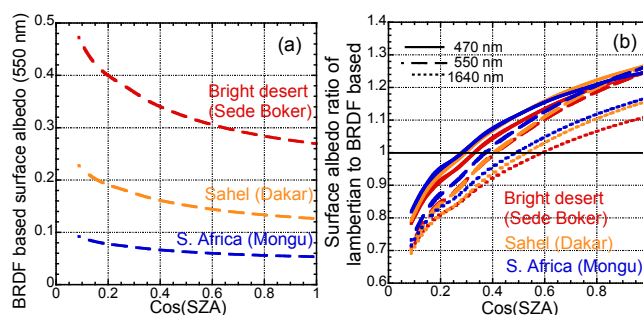 BRDF based surface albedo (550 nm)
0.5
0.4
0.3
0.2
0.1
0
(a)
Bright desert
(Sede Boker)
Sahel (Dakar)
S. Africa (Mongu)
0 0.2 0.4 0.6 0.8 1
Cos(SZA)
Surface albedo ratio of
lambertian to BRDF based
1.4
1.3
1.2
1.1
1
0.9
0.8
0.7
0.6
470 nm
550 nm
1640 nm
(b)
Bright desert
(Sede Boker)
Sahel (Dakar)
S. Africa (Mongu)
0 0.2 0.4 0.6 0.8
Cos(SZA)